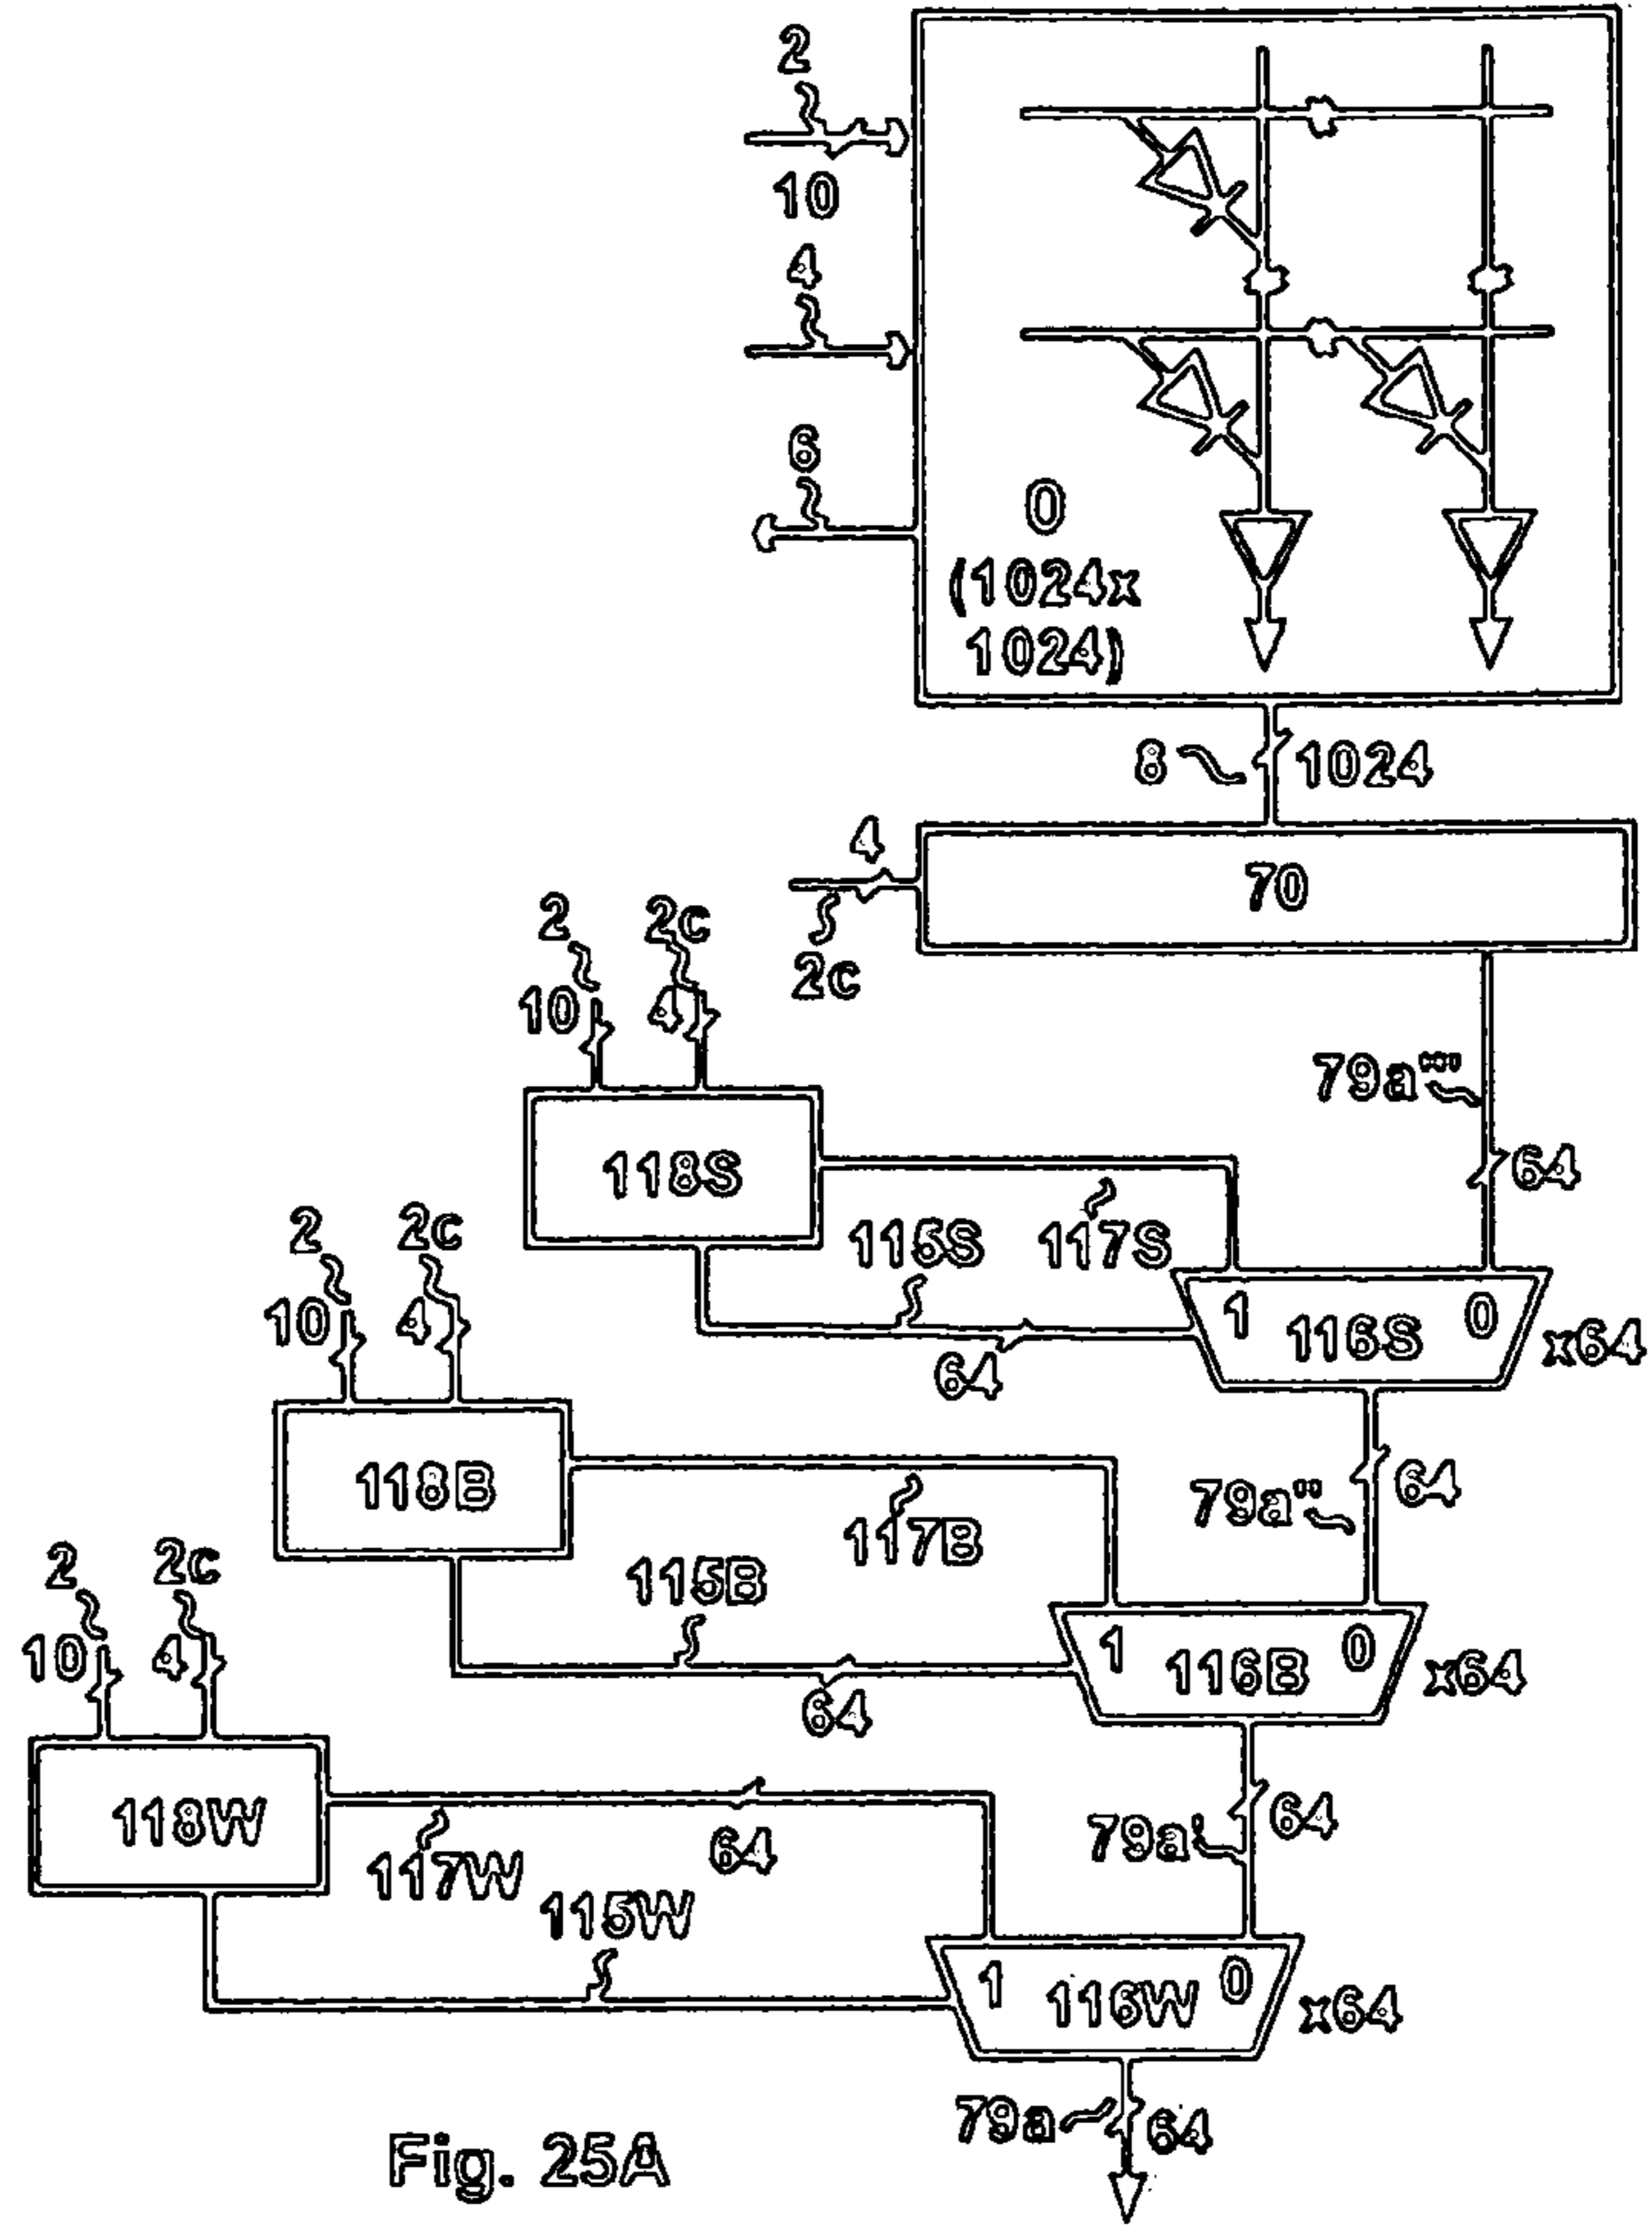 2
10
4
6
0
(1024x
1024)
8
1024
4
70
2c
2
2c
10
4
79a'''
64
118S
115S
117S
2
2c
10
4
1
116S
0
x64
64
118B
64
79a''
117B
115B
2
2c
10
4
1
116B
0
x64
64
118W
64
79a'
64
117W
115W
1
116W
0
x64
79a
64
Fig. 25A